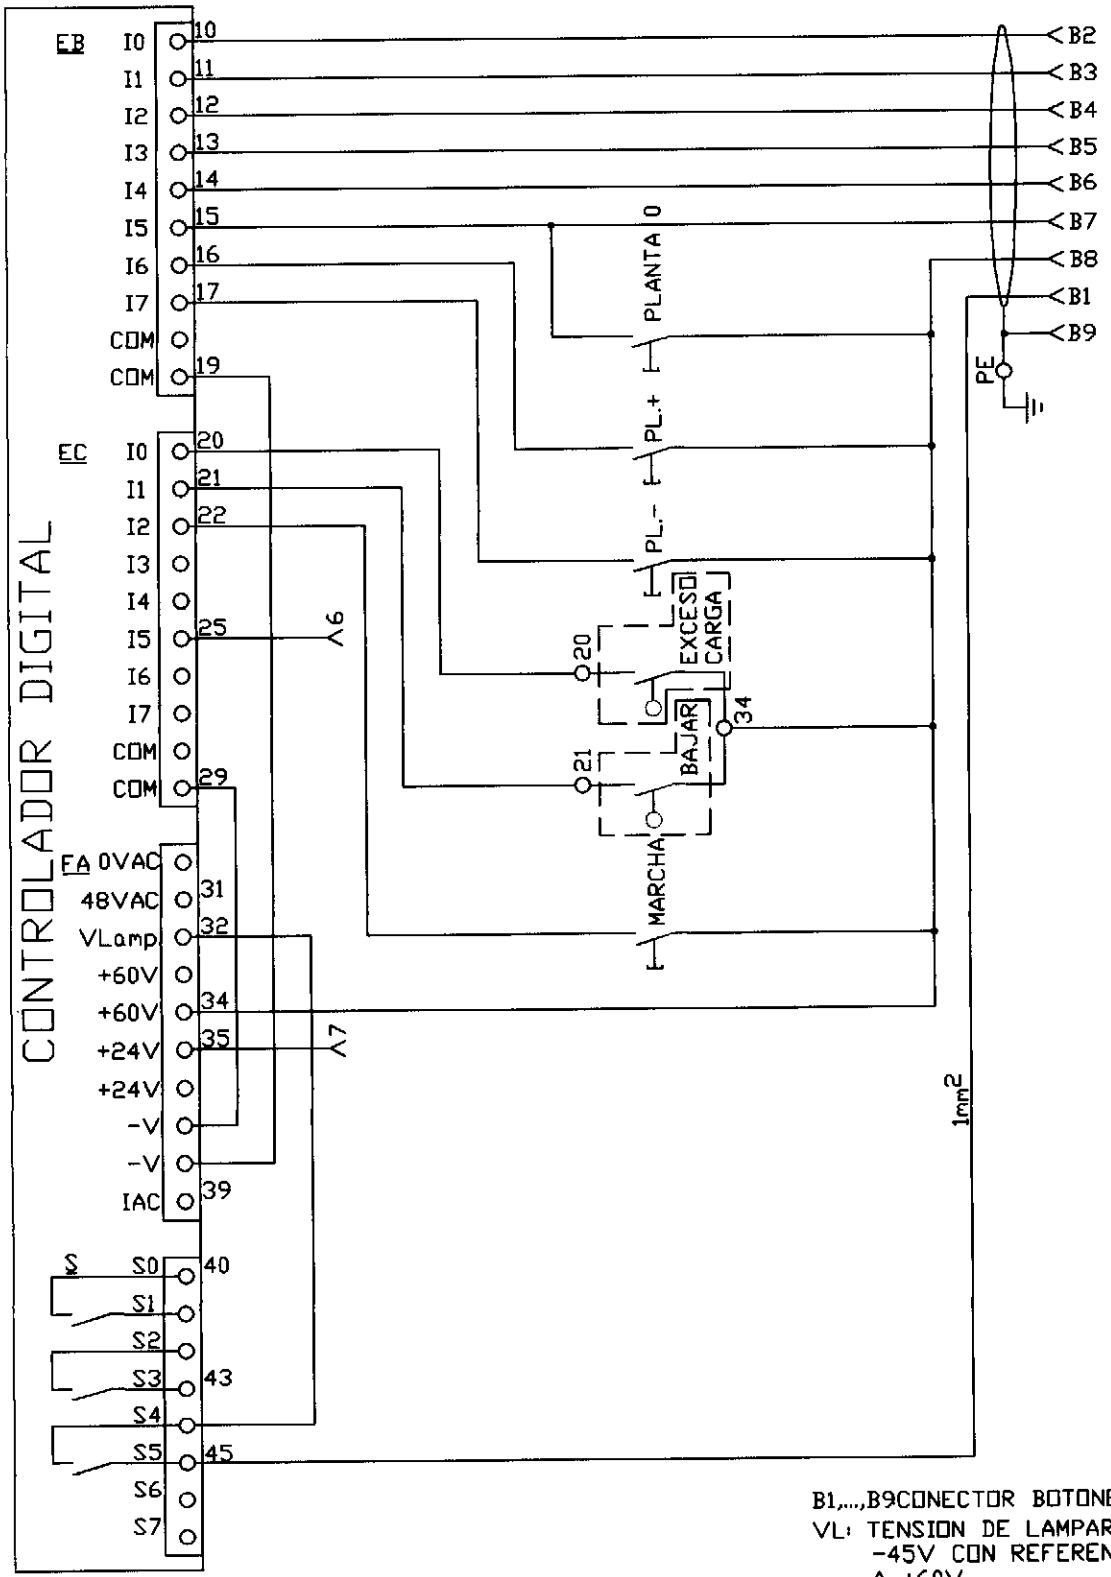 EB I0 10 B2
I1 11 B3
I2 12 B4
I3 13 B5
I4 14 B6
I5 15 B7
I6 16 B8
I7 17 B1
COM B9
COM 19
PLANTA 0
PE
PL.+
EC I0 20
I1 21
I2 22
PL.-
I3
I4
I5 25 6
I6
I7
COM
COM 29
EXCESO
CARGA
20
34
BAJAR
21
MARCHA
CONTROLADOR DIGITAL
FA 0VAC
48VAC 31
VLamp 32
+60V
+60V 34
+24V 35 7
+24V
-V
-V
IAC 39
1mm2
S S0 40
S1
S2
S3 43
S4
S5 45
S6
S7
B1,...,B9CONECTOR BOTONE
VL: TENSION DE LAMPAR
-45V CON REFEREN
A +60V